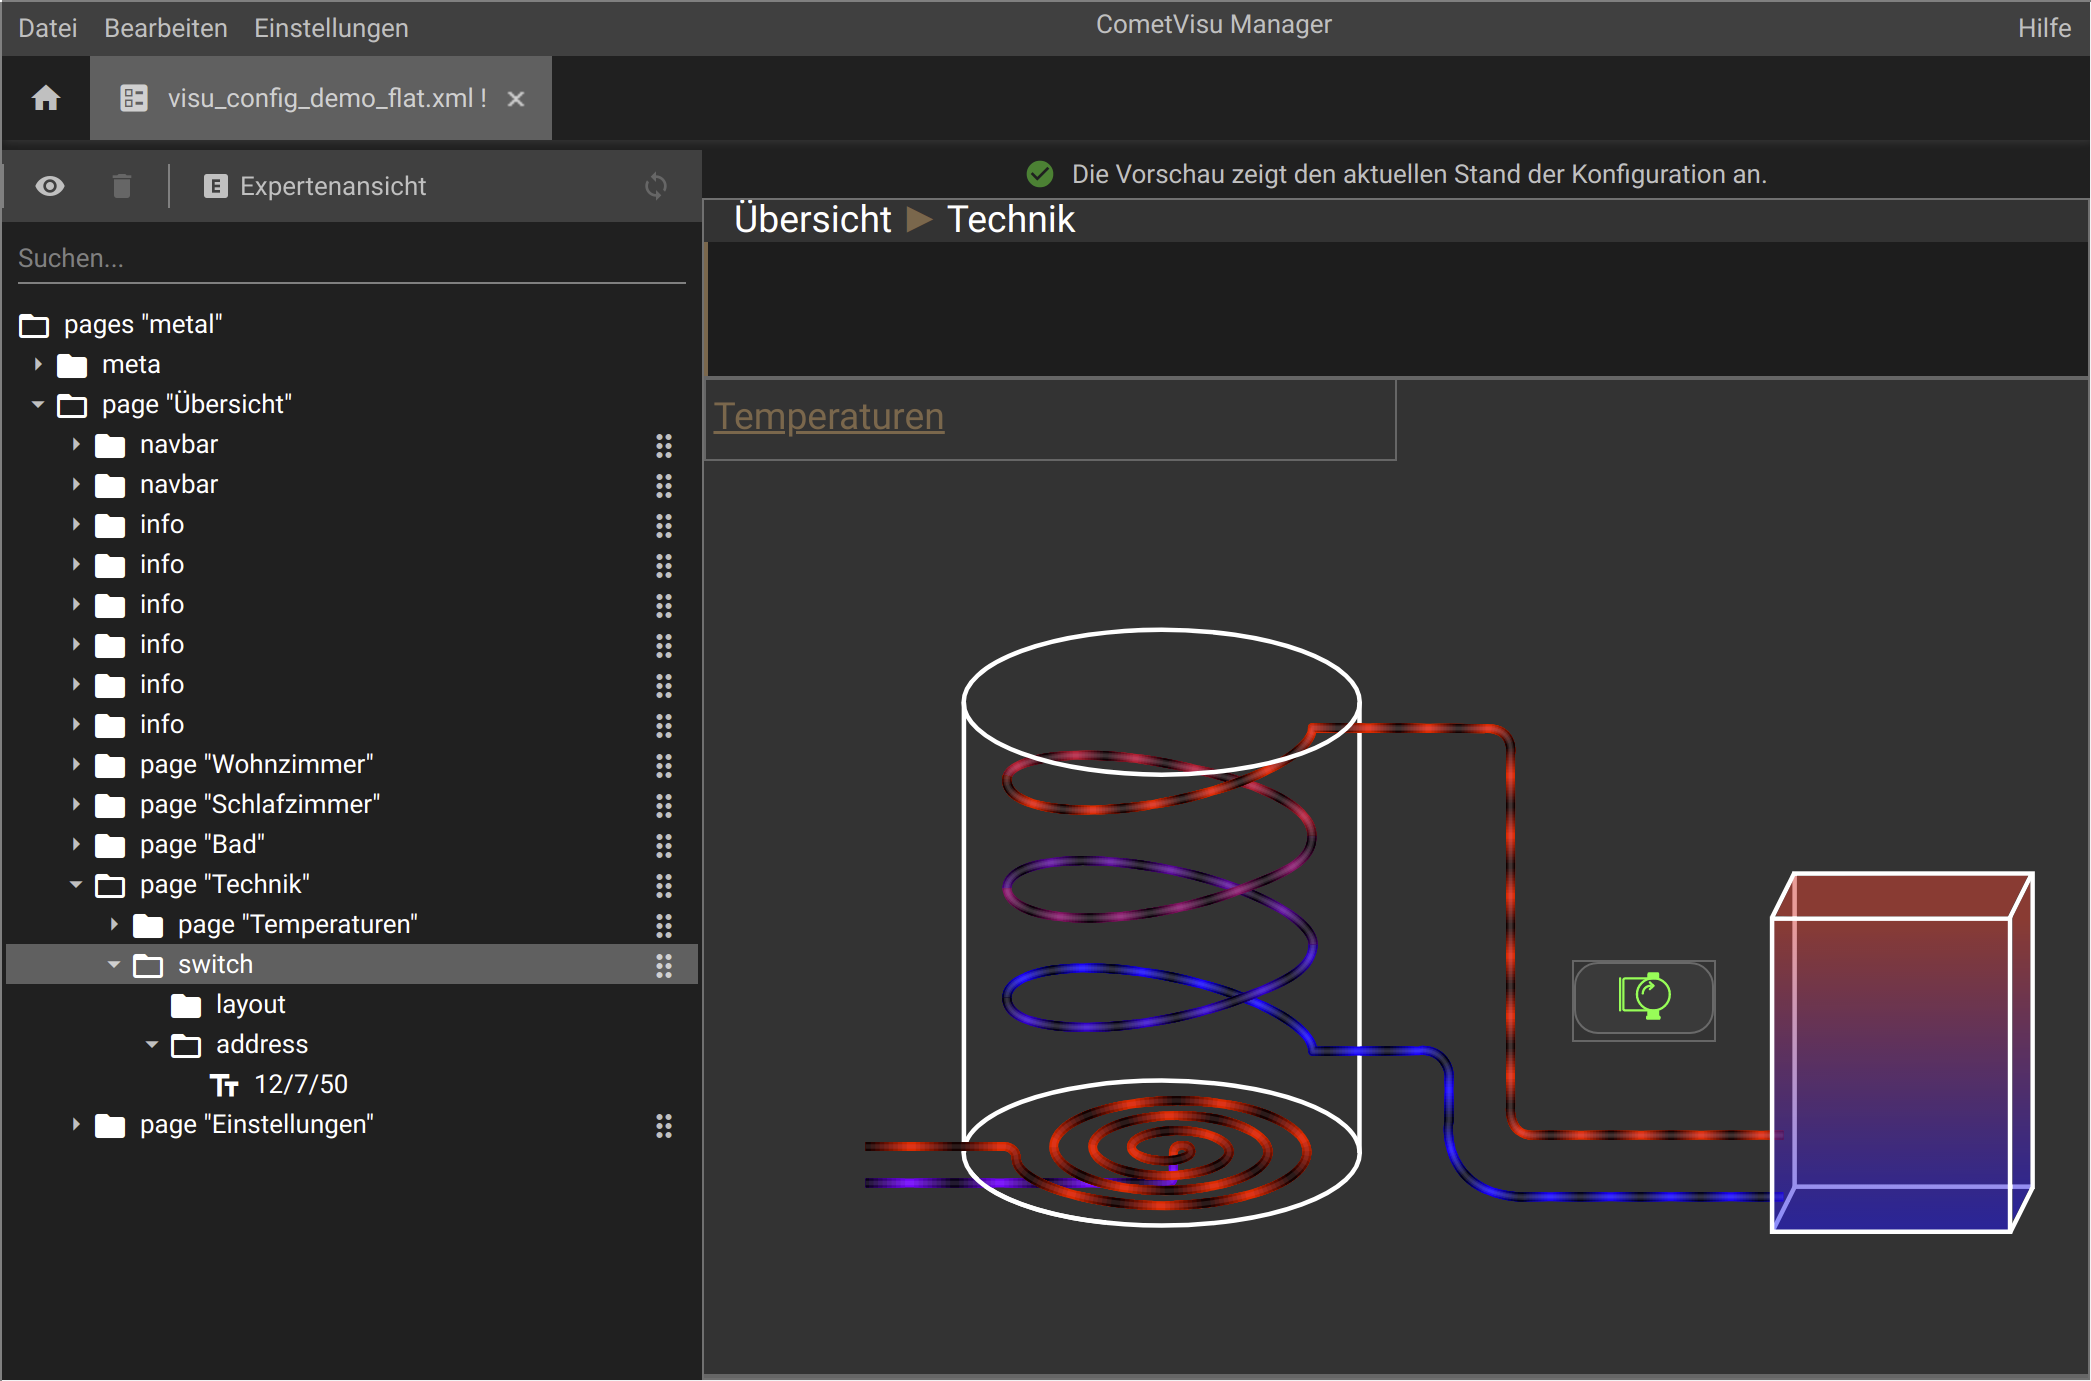 Datei Bearbeiten Einstellungen CometVisu Manager Hilfe
visu_config_demo_flat.xml !
E Expertenansicht
Die Vorschau zeigt den aktuellen Stand der Konfiguration an.
Suchen...
pages "metal"
meta
page "Übersicht"
navbar
navbar
info
info
info
info
info
info
page "Wohnzimmer"
page "Schlafzimmer"
page "Bad"
page "Technik"
page "Temperaturen"
switch
layout
address
Tт 12/7/50
page "Einstellungen"
Übersicht Technik
Temperaturen